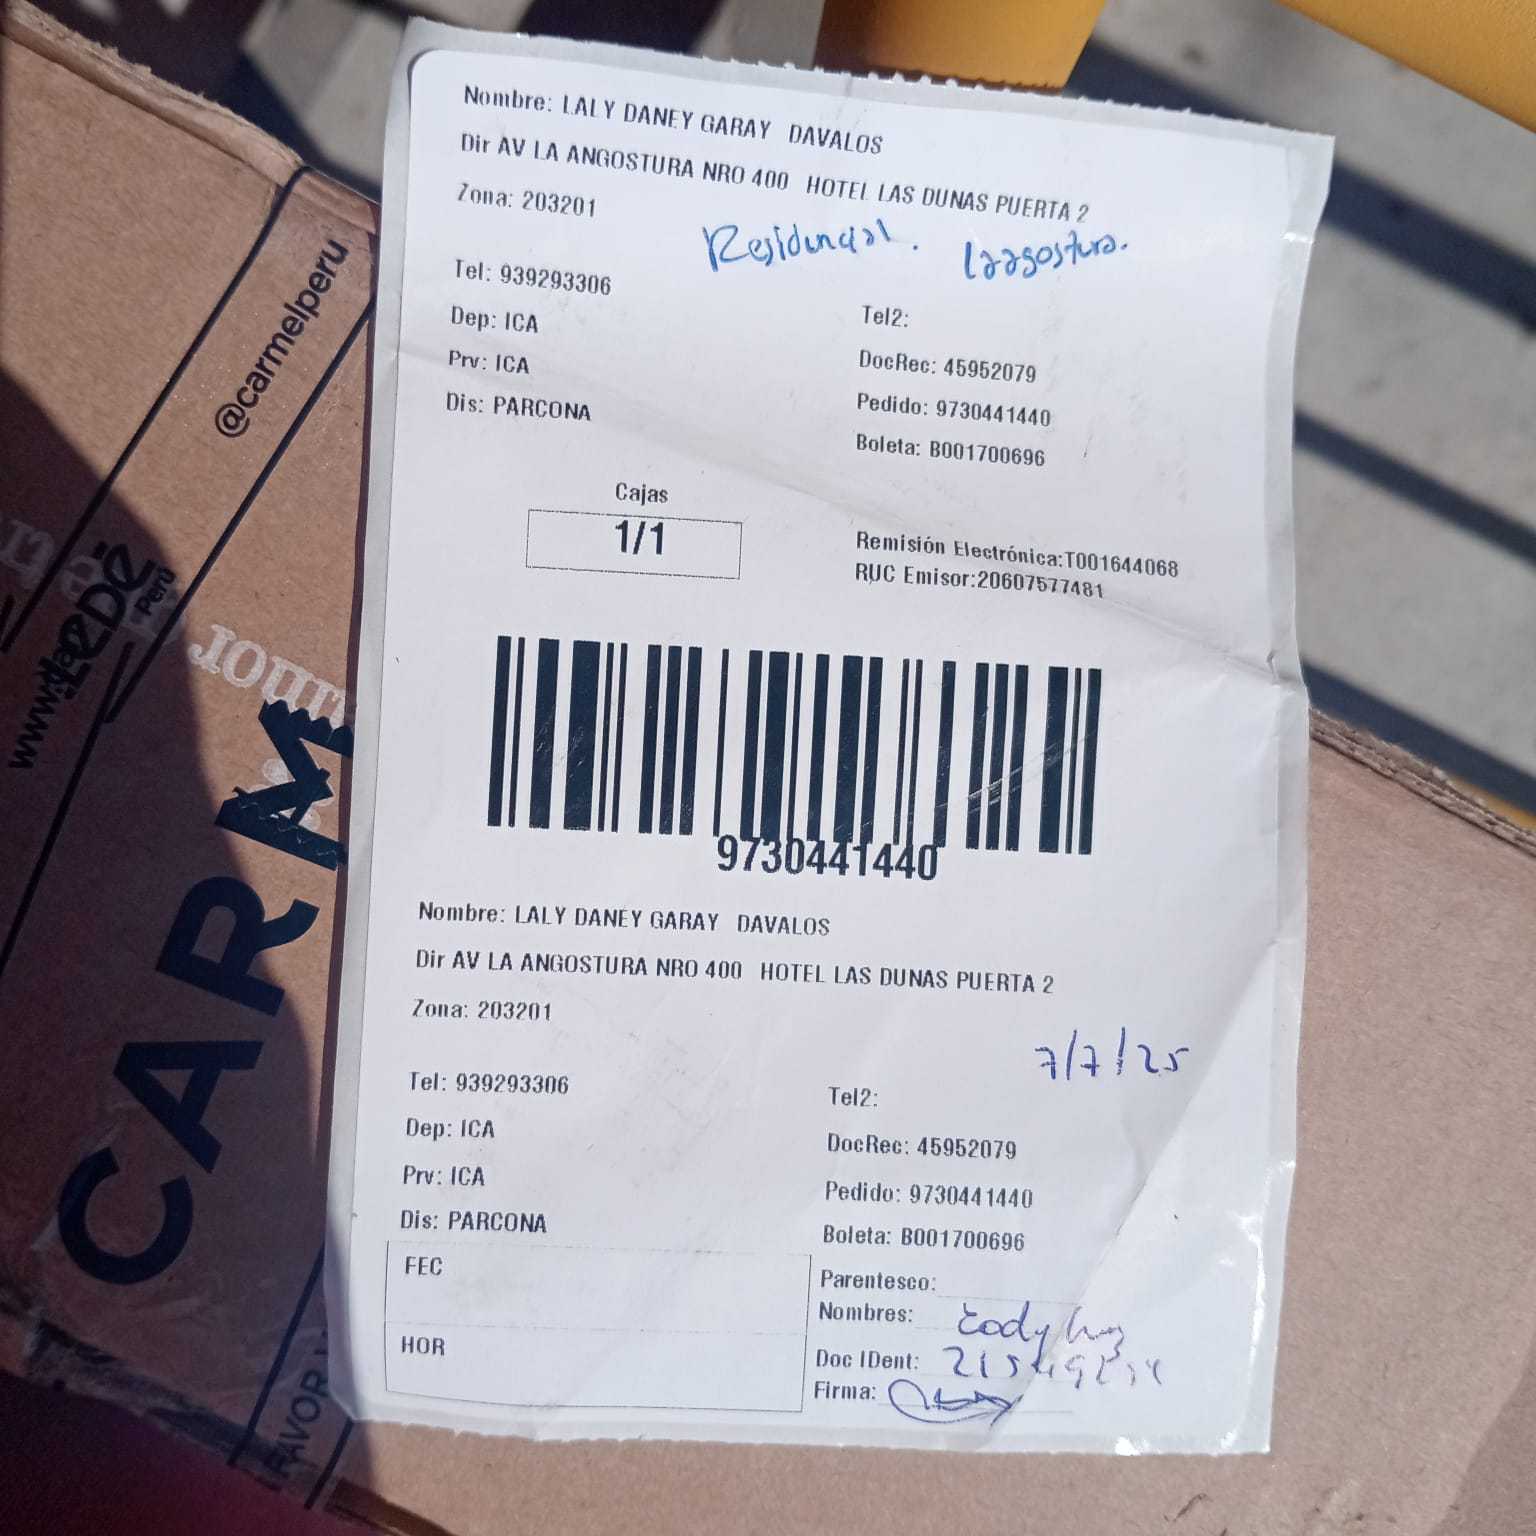 Nombre: LALY DANEY GARAY DAVALOS
Dir AV LA ANGOSTURA NRO 400 HOTEL LAS DUNAS PUERTA 2
Zona: 203201
Residencial. laagostura.
Tel: 939293306
Tel2:
Dep: ICA
DocRec: 45952079
Prv: ICA
Pedido: 9730441440
Dis: PARCONA
Boleta: B001700696
Cajas
1/1
Remisión Electrónica:T001644068
RUC Emisor:20607577481
9730441440
Nombre: LALY DANEY GARAY DAVALOS
Dir AV LA ANGOSTURA NRO 400 HOTEL LAS DUNAS PUERTA 2
Zona: 203201
7/7/25
Tel: 939293306
Tel2:
Dep: ICA
DocRec: 45952079
Prv: ICA
Pedido: 9730441440
Dis: PARCONA
Boleta: B001700696
FEC
HOR
Parentesco:
Nombres:
Doc IDent:
Firma:
@carmelperu
Perú
CARM
FAVOR